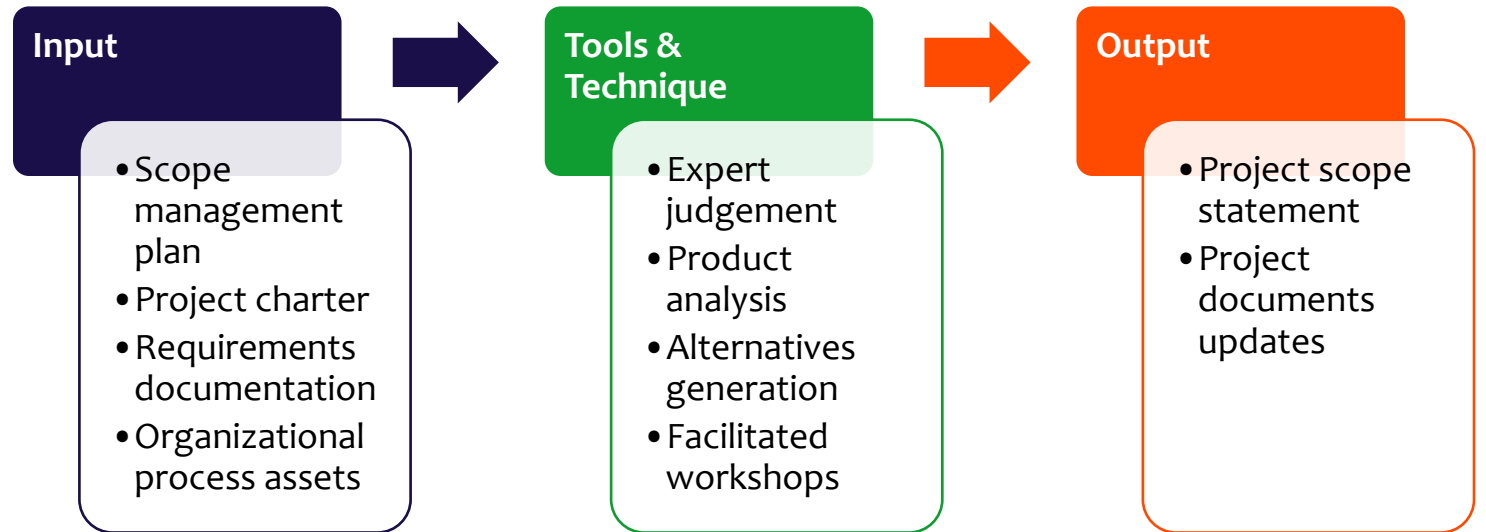 Input
• Scope
management
plan
• Project charter
• Requirements
documentation
• Organizational
process assets
Tools &
Technique
• Expert
judgement
• Product
analysis
• Alternatives
generation
• Facilitated
workshops
Output
• Project scope
statement
• Project
documents
updates